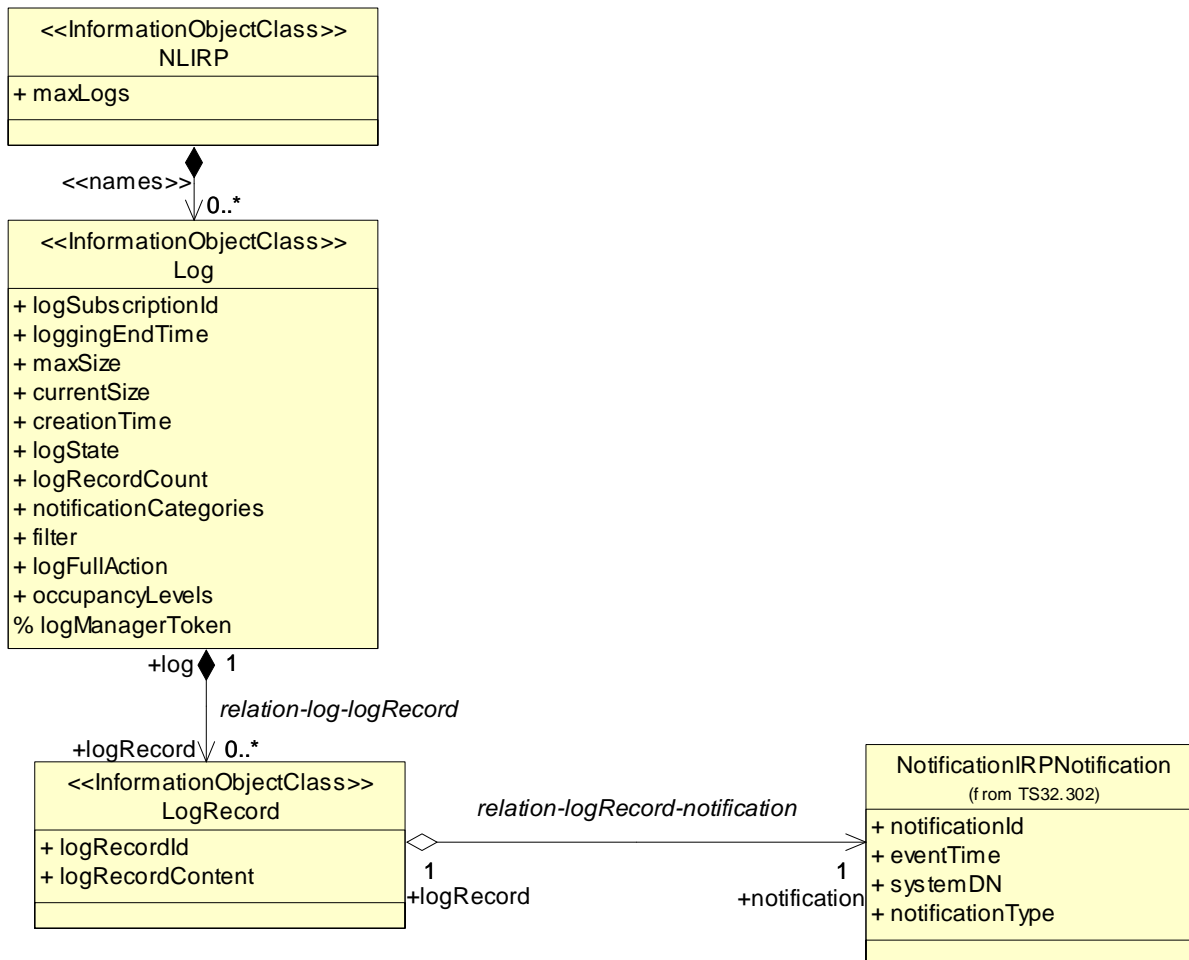 <<InformationObjectClass>>
NLIRP
+ maxLogs
<<names>>
0..*
<<InformationObjectClass>>
Log
+ logSubscriptionId
+ loggingEndTime
+ maxSize
+ currentSize
+ creationTime
+ logState
+ logRecordCount
+ notificationCategories
+ filter
+ logFullAction
+ occupancyLevels
% logManagerToken
+log 1
relation-log-logRecord
+logRecord 0..*
<<InformationObjectClass>>
LogRecord
+ logRecordId
+ logRecordContent
relation-logRecord-notification
1
+logRecord
1
+notification
NotificationIRPNotification
(from TS32.302)
+ notificationId
+ eventTime
+ systemDN
+ notificationType